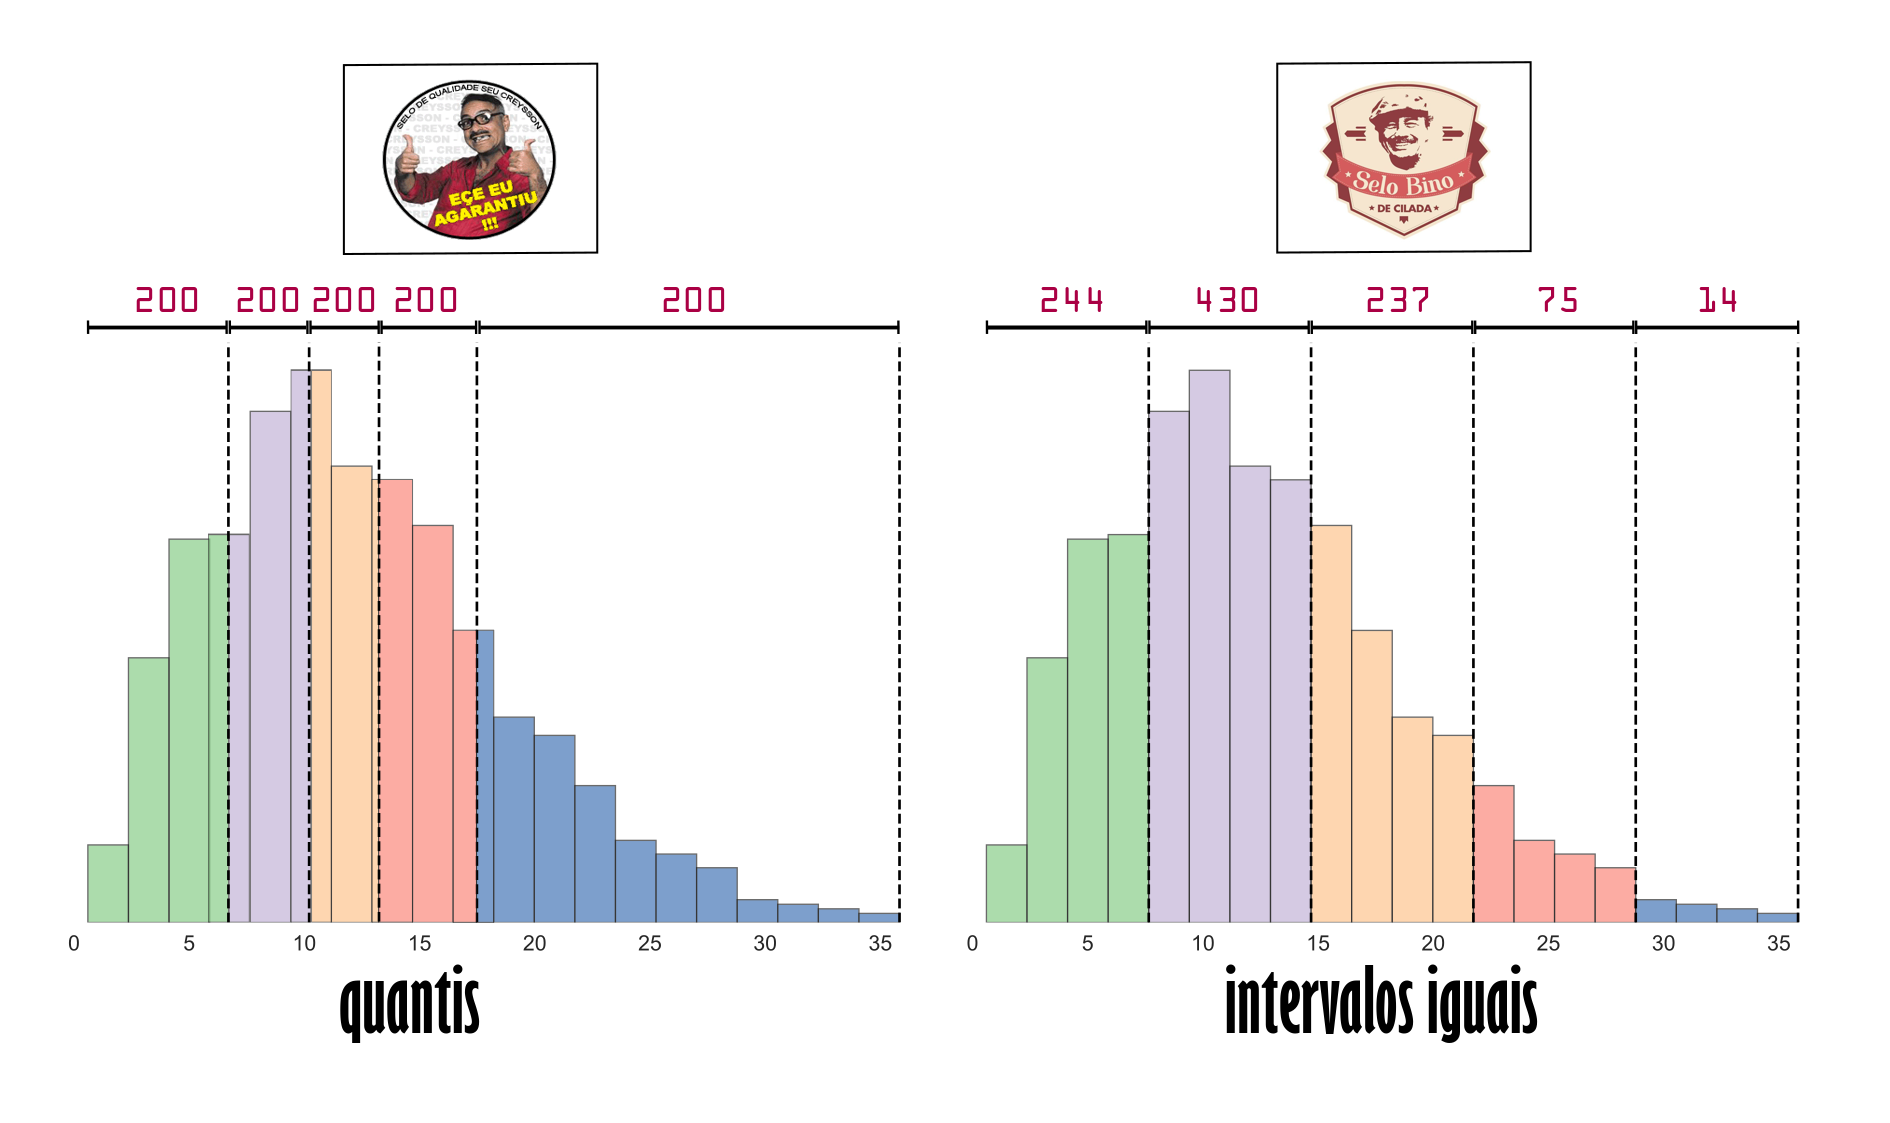 SELO DE QUALIDADE SEU CREYSSON
EÇE EU
AGARANTIU
!!!
Selo Bino
DE CILADA
200 200 200 200 200
244 430 237 75 14
0 5 10 15 20 25 30 35
0 5 10 15 20 25 30 35
quantis
intervalos iguais